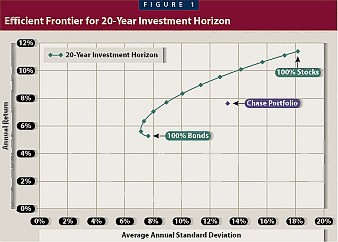 FIGURE 1
Efficient Frontier for 20-Year Investment Horizon
12%
20-Year Investment Horizon
100% Stocks
10%
Chase Portfolio
8%
6%
100% Bonds
4%
2%
0%
Annual Return
0% 0% 2% 4% 6% 8% 10% 12% 14% 16% 18% 20%
Average Annual Standard Deviation